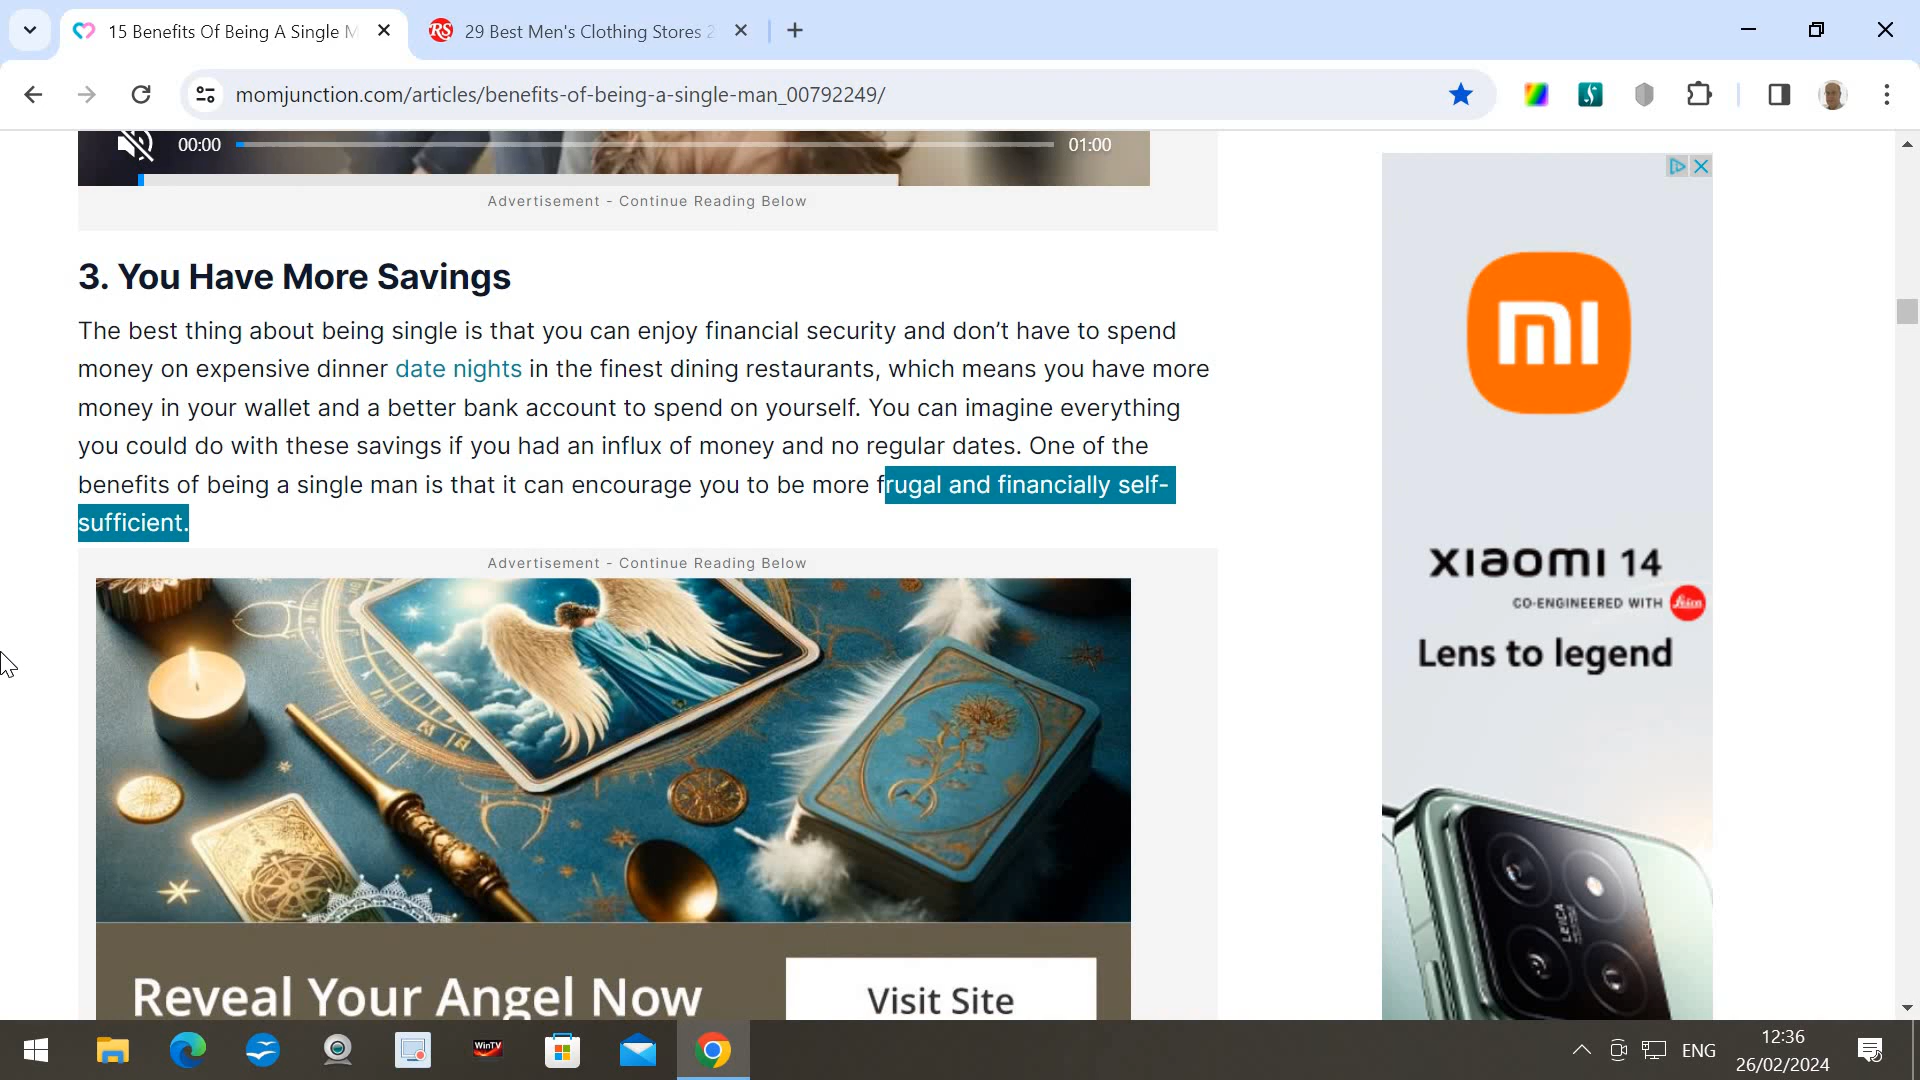 15 Benefits Of Being A Single M
29 Best Men's Clothing Stores 2
momjunction.com/articles/benefits-of-being-a-single-man_00792249/
00:00
01:00
Advertisement - Continue Reading Below
3. You Have More Savings
The best thing about being single is that you can enjoy financial security and don’t have to spend
money on expensive dinner date nights in the finest dining restaurants, which means you have more
money in your wallet and a better bank account to spend on yourself. You can imagine everything
you could do with these savings if you had an influx of money and no regular dates. One of the
benefits of being a single man is that it can encourage you to be more frugal and financially self-
sufficient.
Advertisement - Continue Reading Below
Reveal Your Angel Now
Visit Site
xiaomi 14
CO-ENGINEERED WITH Leica
Lens to legend
LEICA
WinTV
ENG
12:36
26/02/2024